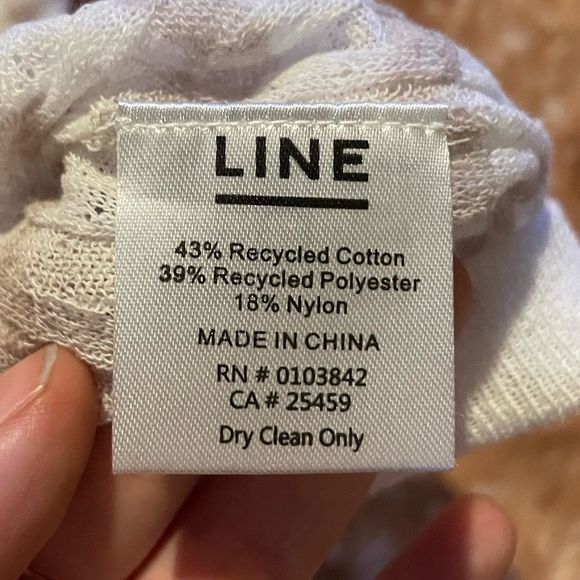 LINE
43% Recycled Cotton
39% Recycled Polyester
18% Nylon
MADE IN CHINA
RN # 0103842
CA # 25459
Dry Clean Only